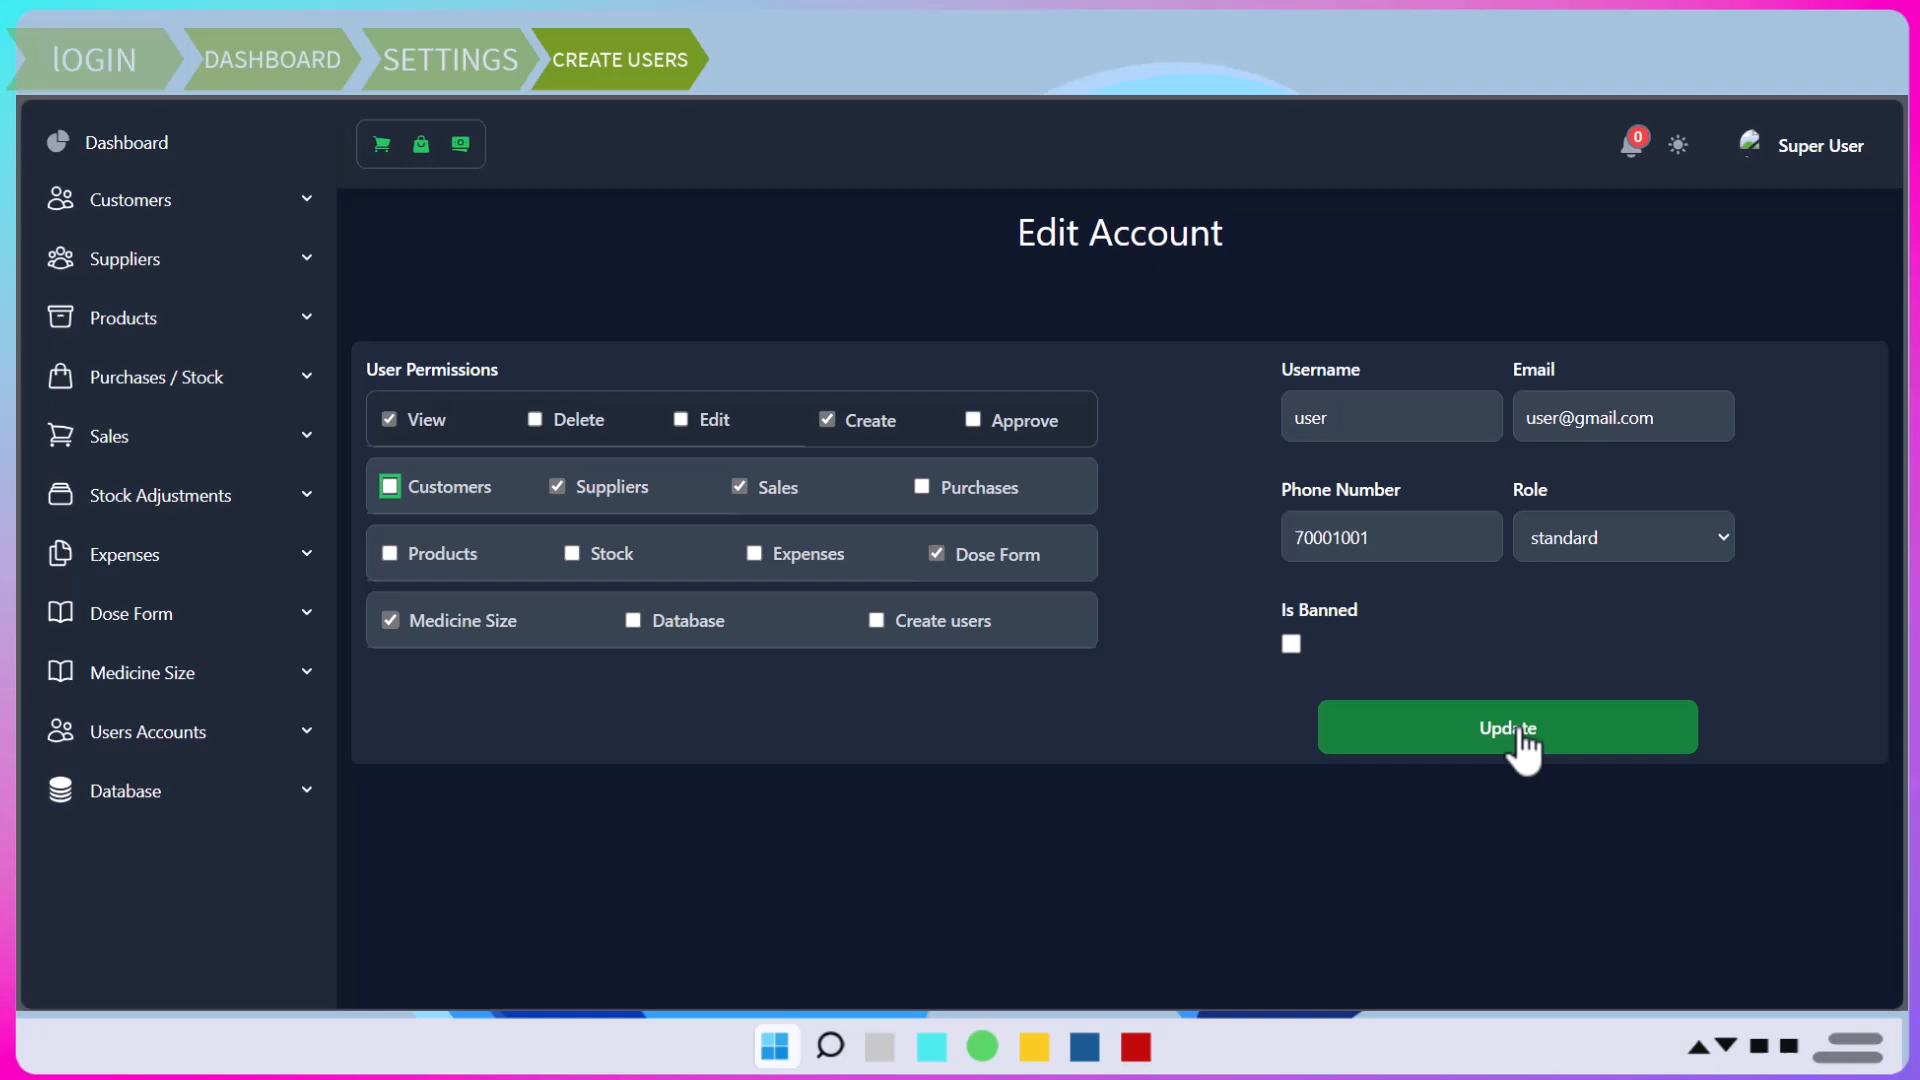 lOGIN
DASHBOARD
SETTINGS
CREATE USERS
Dashboard
0
Super User
Customers
Suppliers
Products
Purchases / Stock
Sales
Stock Adjustments
Expenses
Dose Form
Medicine Size
Users Accounts
Database
Edit Account
User Permissions
View Delete Edit Create Approve
Customers Suppliers Sales Purchases
Products Stock Expenses Dose Form
Medicine Size Database Create users
Username Email
user user@gmail.com
Phone Number Role
70001001 standard
Is Banned
Update